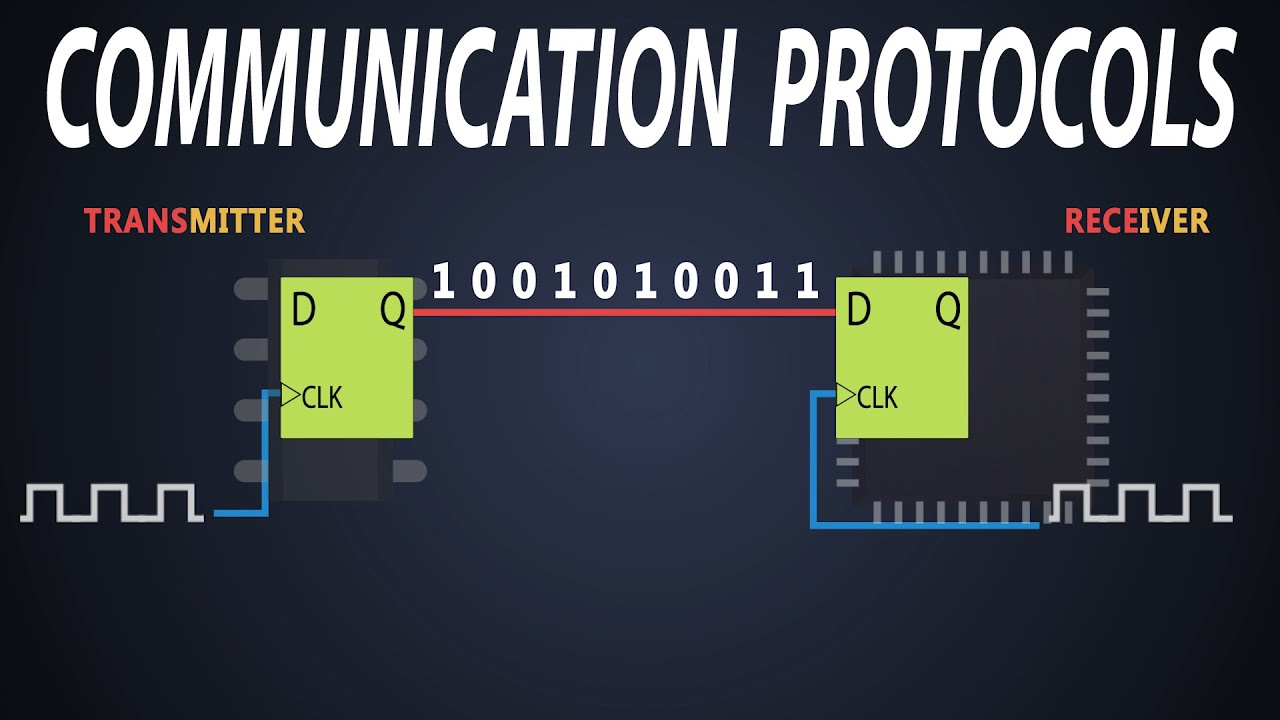 COMMUNICATION PROTOCOLS
TRANSMITTER
RECEIVER
1 0 0 1 0 1 0 0 1 1
D Q
D Q
CLK
CLK